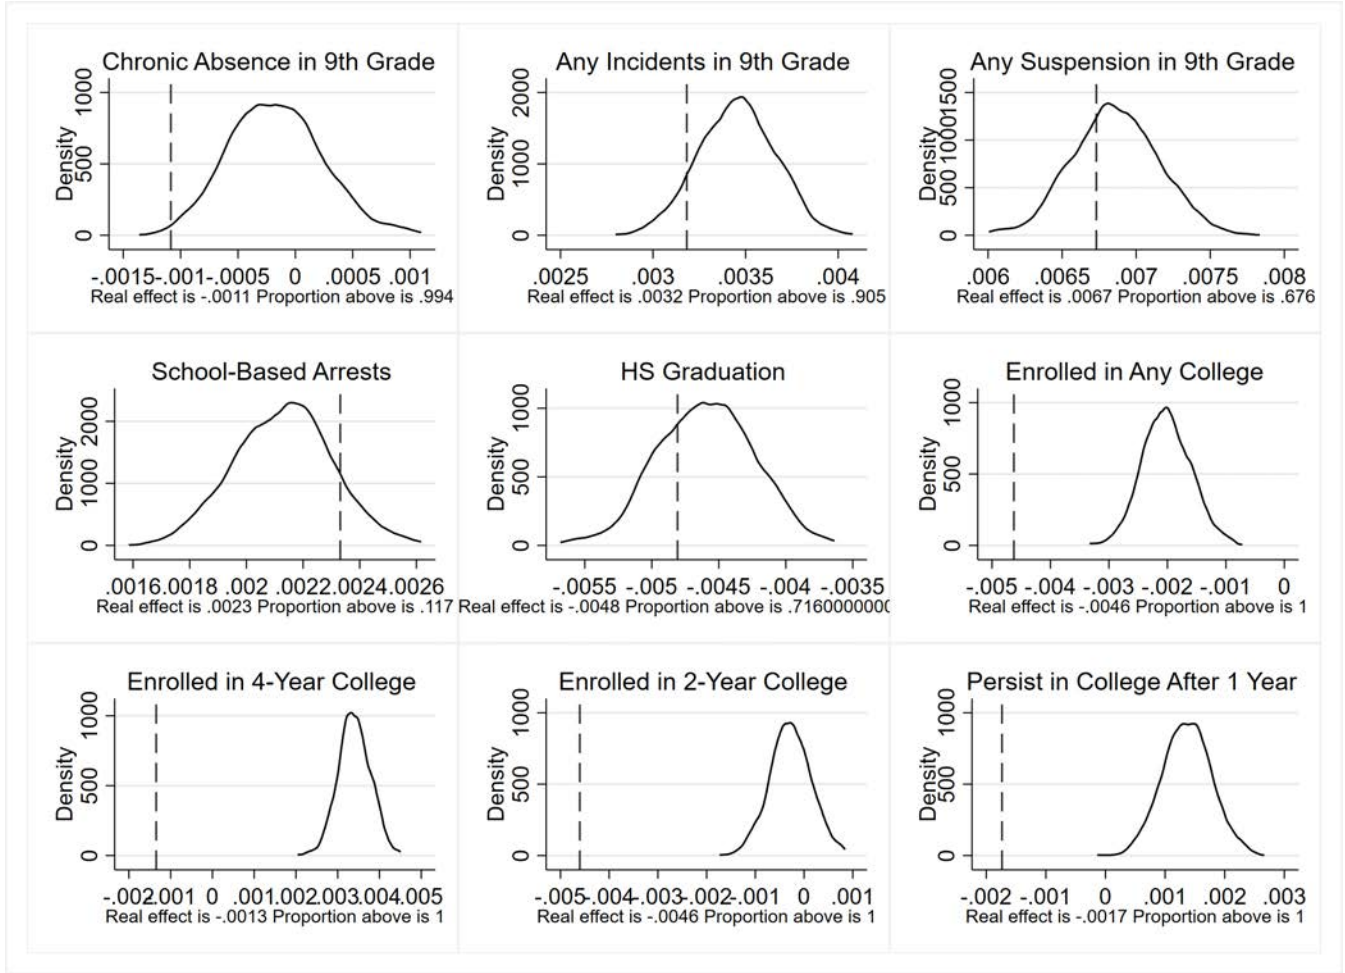 Chronic Absence in 9th Grade
Density
0 500 1000
-.0015 -.001 -.0005 0 .0005 .001
Real effect is -.0011 Proportion above is .994
Any Incidents in 9th Grade
Density
0 1000 2000
.0025 .003 .0035 .004
Real effect is .0032 Proportion above is .905
Any Suspension in 9th Grade
Density
0 500 1000 1500
.006 .0065 .007 .0075 .008
Real effect is .0067 Proportion above is .676
School-Based Arrests
Density
0 1000 2000
.0016 .0018 .002 .0022 .0024 .0026
Real effect is .0023 Proportion above is .117
HS Graduation
Density
0 500 1000
-.0055 -.005 -.0045 -.004 -.0035
Real effect is -.0048 Proportion above is .7160000000
Enrolled in Any College
Density
0 500 1000
-.005 -.004 -.003 -.002 -.001 0
Real effect is -.0046 Proportion above is 1
Enrolled in 4-Year College
Density
0 500 1000
-.002 -.001 0 .001 .002 .003 .004 .005
Real effect is -.0013 Proportion above is 1
Enrolled in 2-Year College
Density
0 500 1000
-.005 -.004 -.003 -.002 -.001 0 .001
Real effect is -.0046 Proportion above is 1
Persist in College After 1 Year
Density
0 500 1000
-.002 -.001 0 .001 .002 .003
Real effect is -.0017 Proportion above is 1